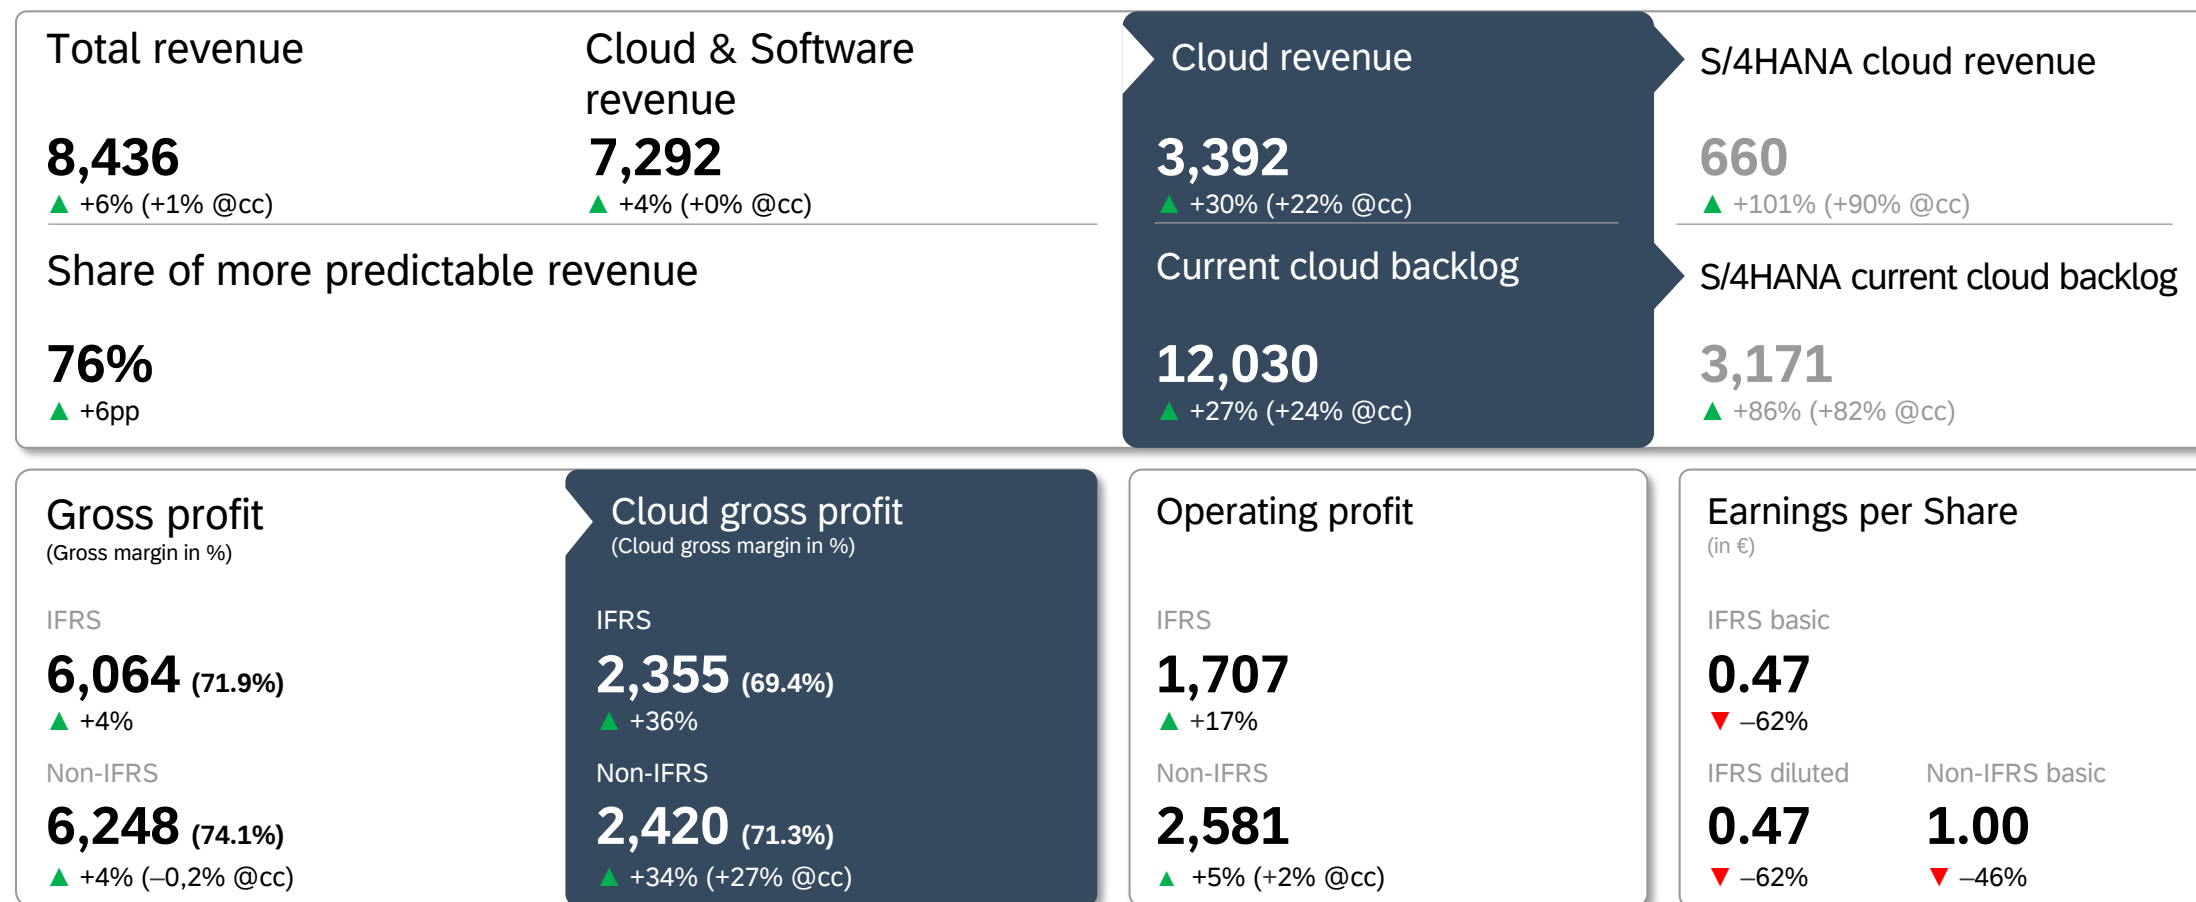 Total revenue
8,436
▲ +6% (+1% @cc)
Cloud & Software
revenue
7,292
▲ +4% (+0% @cc)
Share of more predictable revenue
76%
▲ +6pp
Cloud revenue
3,392
▲ +30% (+22% @cc)
Current cloud backlog
12,030
▲ +27% (+24% @cc)
S/4HANA cloud revenue
660
▲ +101% (+90% @cc)
S/4HANA current cloud backlog
3,171
▲ +86% (+82% @cc)
Gross profit
(Gross margin in %)
IFRS
6,064 (71.9%)
▲ +4%
Non-IFRS
6,248 (74.1%)
▲ +4% (–0,2% @cc)
Cloud gross profit
(Cloud gross margin in %)
IFRS
2,355 (69.4%)
▲ +36%
Non-IFRS
2,420 (71.3%)
▲ +34% (+27% @cc)
Operating profit
IFRS
1,707
▲ +17%
Non-IFRS
2,581
▲ +5% (+2% @cc)
Earnings per Share
(in €)
IFRS basic
0.47
▼ –62%
IFRS diluted
0.47
▼ –62%
Non-IFRS basic
1.00
▼ –46%